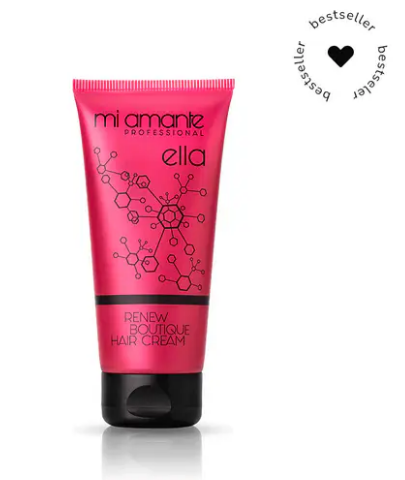 bestseller
bestseller
bestseller
mi amante
PROFESSIONAL
ella
RENEW
BOUTIQUE
HAIR CREAM